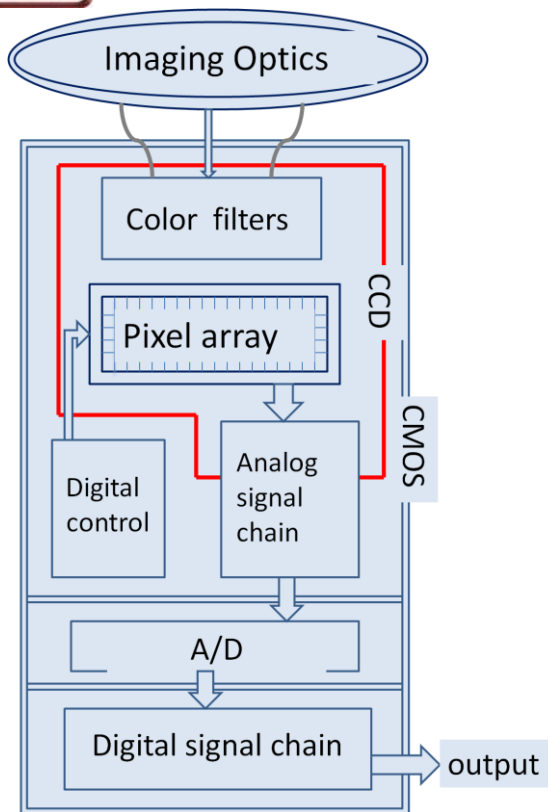 Imaging Optics
Color filters
CCD
Pixel array
CMOS
Digital
control
Analog
signal
chain
A/D
Digital signal chain
output